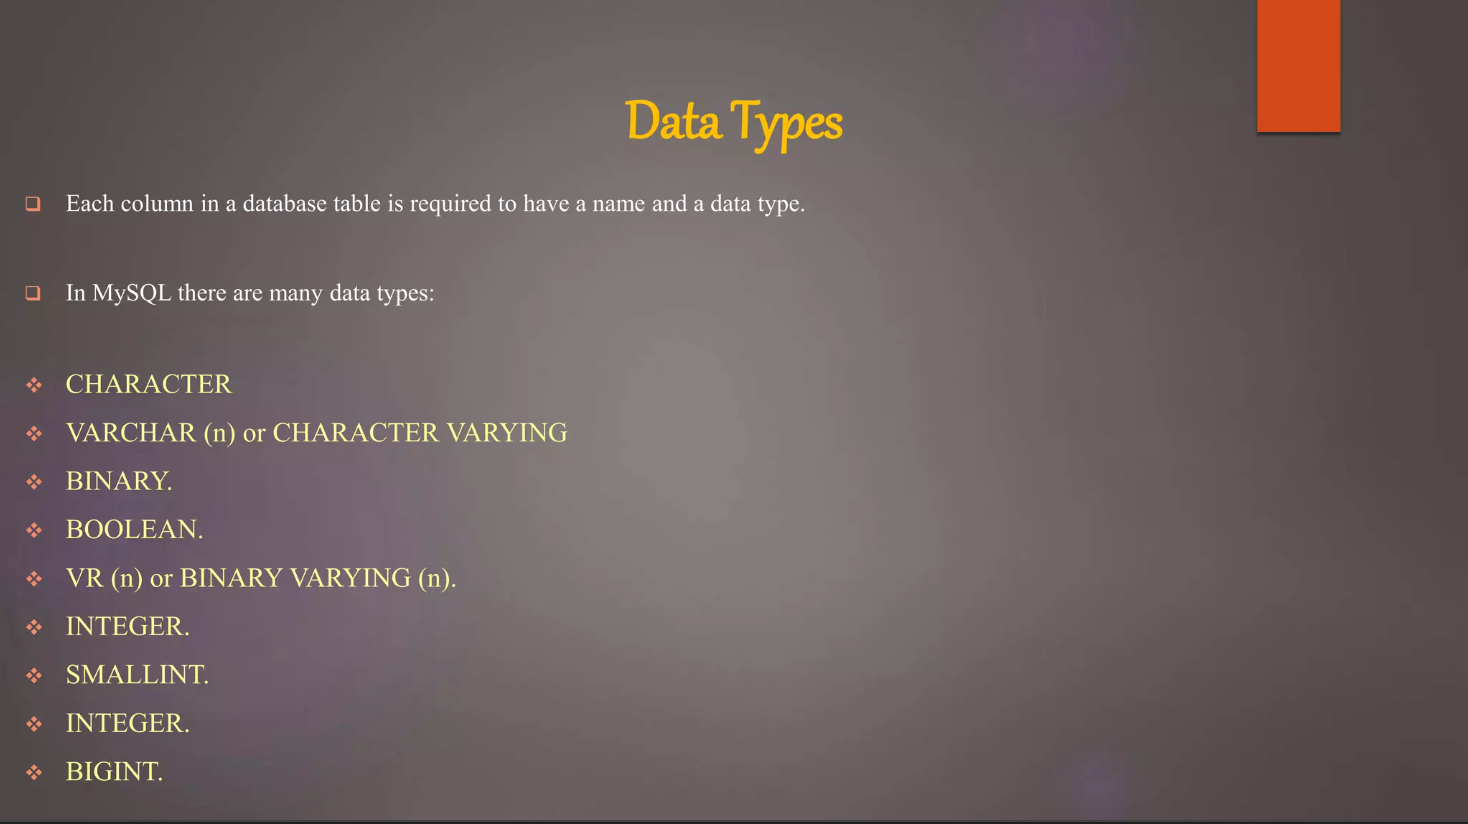 Data Types
Each column in a database table is required to have a name and a data type.
In MySQL there are many data types:
CHARACTER
VARCHAR (n) or CHARACTER VARYING
BINARY.
BOOLEAN.
VR (n) or BINARY VARYING (n).
INTEGER.
SMALLINT.
INTEGER.
BIGINT.